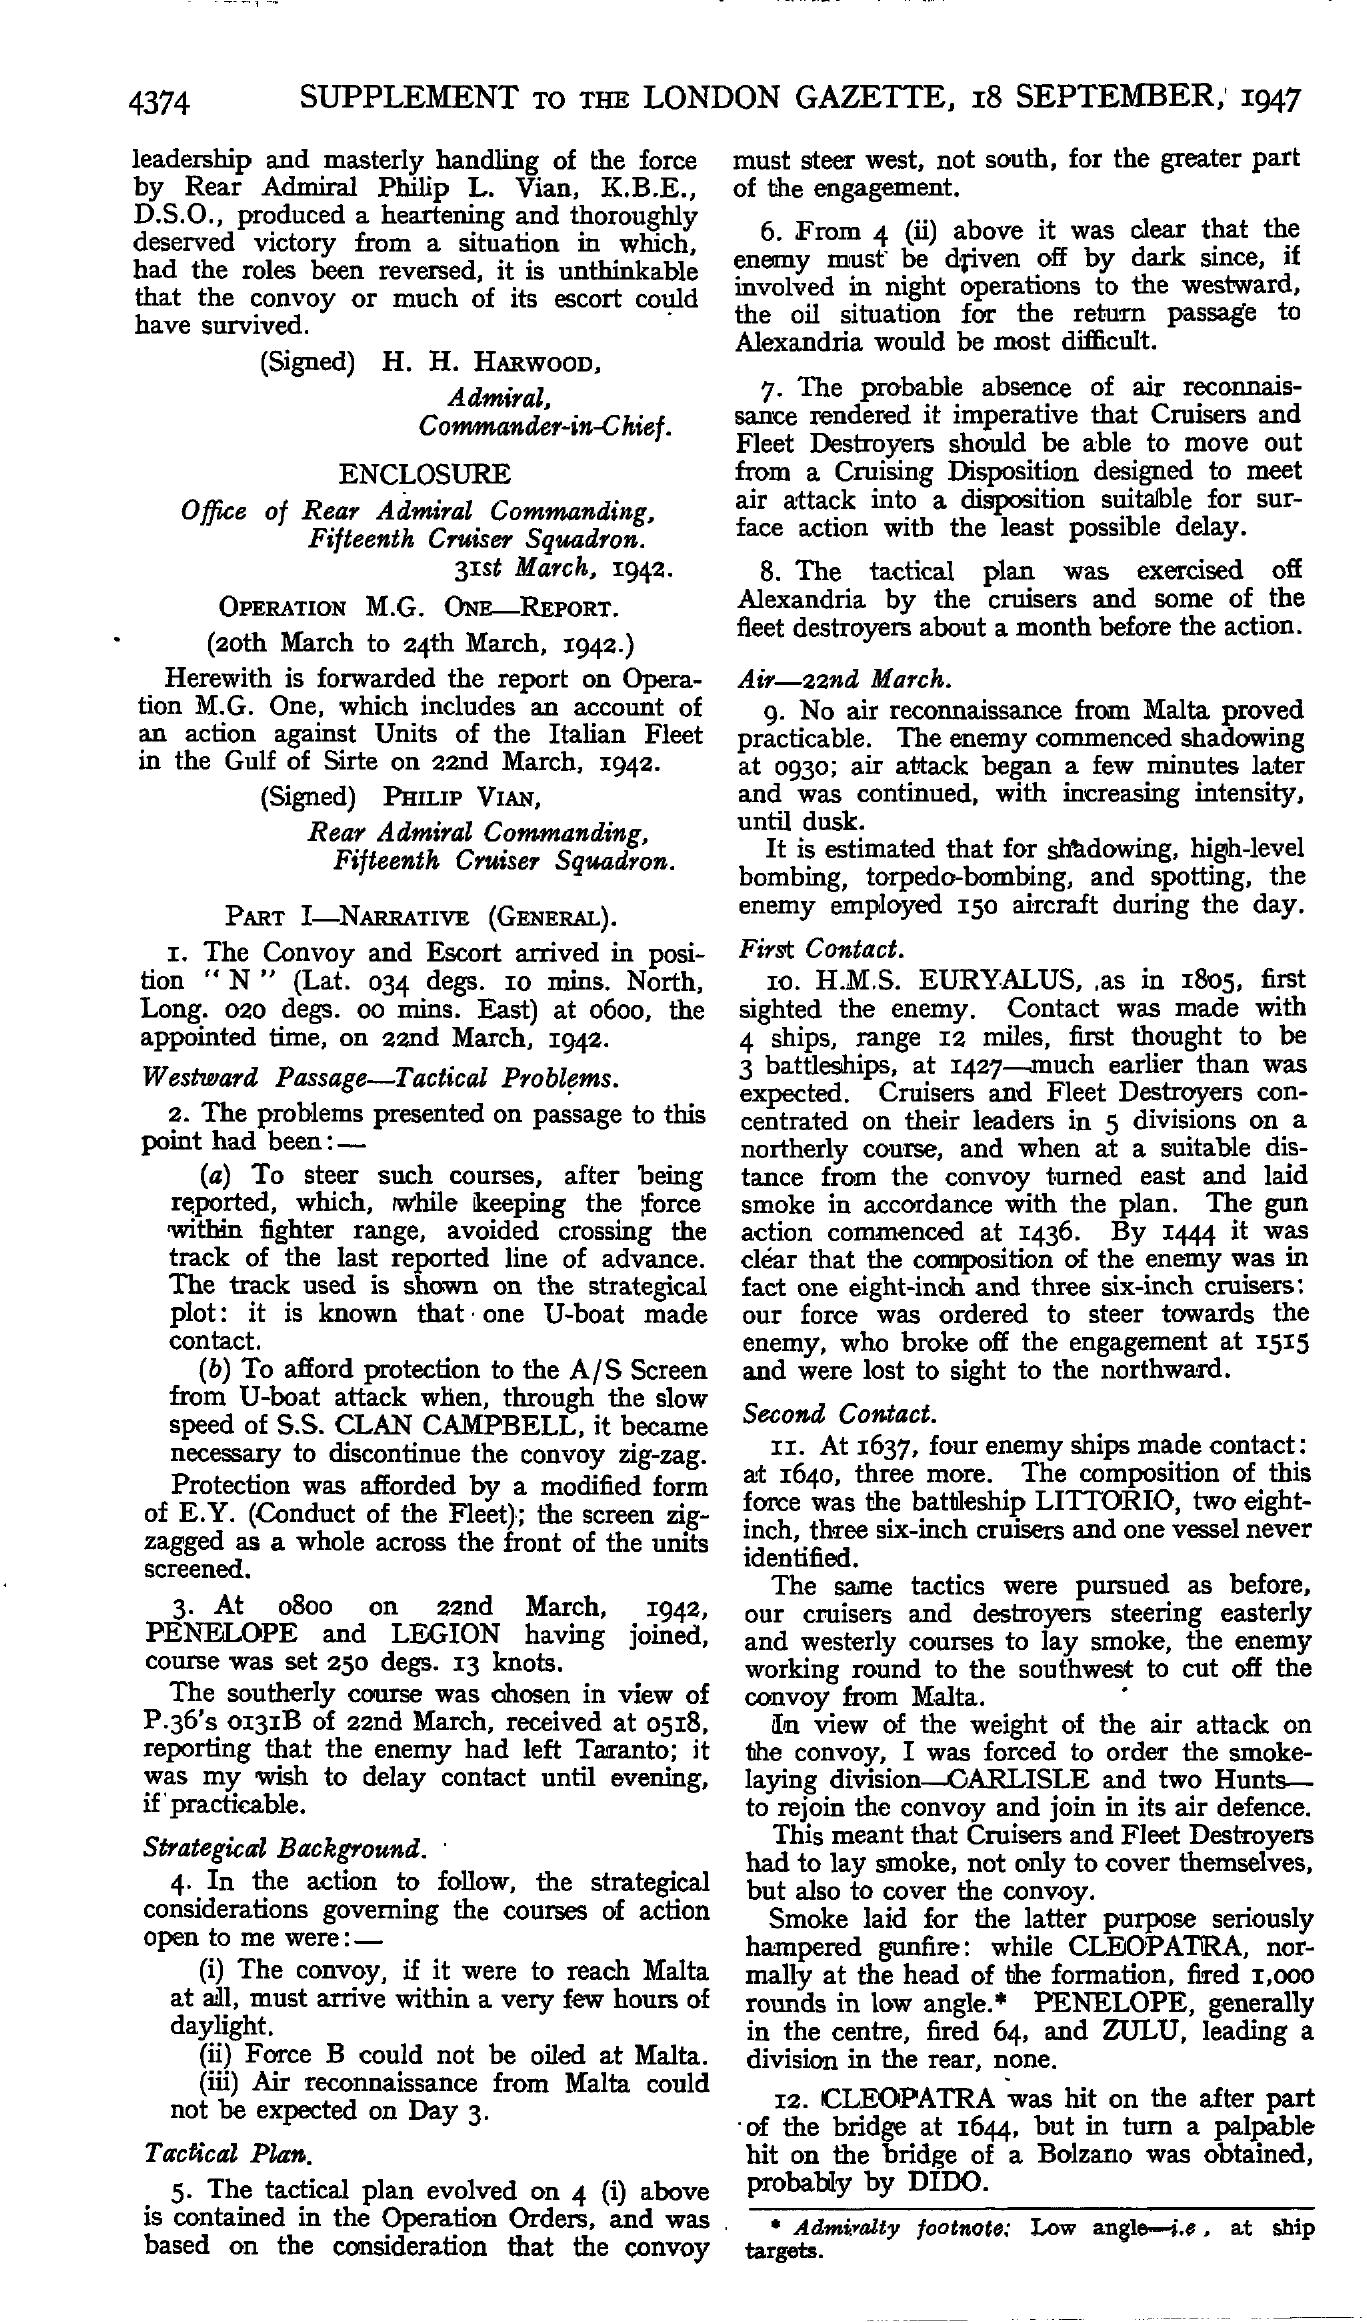 4374 SUPPLEMENT TO THE LONDON GAZETTE, 18 SEPTEMBER, 1947
leadership and masterly handling of the force
by Rear Admiral Philip L. Vian, K.B.E.,
D.S.O., produced a heartening and thoroughly
deserved victory from a situation in which,
had the roles been reversed, it is unthinkable
that the convoy or much of its escort could
have survived.
(Signed) H. H. HARWOOD,
Admiral,
Commander-in-Chief.
ENCLOSURE
Office of Rear Admiral Commanding,
Fifteenth Cruiser Squadron.
31st March, 1942.
OPERATION M.G. ONE—REPORT.
(20th March to 24th March, 1942.)
Herewith is forwarded the report on Opera-
tion M.G. One, which includes an account of
an action against Units of the Italian Fleet
in the Gulf of Sirte on 22nd March, 1942.
(Signed) PHILIP VIAN,
Rear Admiral Commanding,
Fifteenth Cruiser Squadron.
PART I—NARRATIVE (GENERAL).
1. The Convoy and Escort arrived in posi-
tion " N " (Lat. 034 degs. 10 mins. North,
Long. 020 degs. 00 mins. East) at 0600, the
appointed time, on 22nd March, 1942.
Westward Passage—Tactical Problems.
2. The problems presented on passage to this
point had been:—
(a) To steer such courses, after being
reported, which, while keeping the force
within fighter range, avoided crossing the
track of the last reported line of advance.
The track used is shown on the strategical
plot: it is known that one U-boat made
contact.
(b) To afford protection to the A/S Screen
from U-boat attack when, through the slow
speed of S.S. CLAN CAMPBELL, it became
necessary to discontinue the convoy zig-zag.
Protection was afforded by a modified form
of E.Y. (Conduct of the Fleet); the screen zig-
zagged as a whole across the front of the units
screened.
3. At 0800 on 22nd March, 1942,
PENELOPE and LEGION having joined,
course was set 250 degs. 13 knots.
The southerly course was chosen in view of
P.36's 0131B of 22nd March, received at 0518,
reporting that the enemy had left Taranto; it
was my wish to delay contact until evening,
if practicable.
Strategical Background.
4. In the action to follow, the strategical
considerations governing the courses of action
open to me were:—
(i) The convoy, if it were to reach Malta
at all, must arrive within a very few hours of
daylight.
(ii) Force B could not be oiled at Malta.
(iii) Air reconnaissance from Malta could
not be expected on Day 3.
Tactical Plan.
5. The tactical plan evolved on 4 (i) above
is contained in the Operation Orders, and was
based on the consideration that the convoy
must steer west, not south, for the greater part
of the engagement.
6. From 4 (ii) above it was clear that the
enemy must be driven off by dark since, if
involved in night operations to the westward,
the oil situation for the return passage to
Alexandria would be most difficult.
7. The probable absence of air reconnais-
sance rendered it imperative that Cruisers and
Fleet Destroyers should be able to move out
from a Cruising Disposition designed to meet
air attack into a disposition suitable for sur-
face action with the least possible delay.
8. The tactical plan was exercised off
Alexandria by the cruisers and some of the
fleet destroyers about a month before the action.
Air—22nd March.
9. No air reconnaissance from Malta proved
practicable. The enemy commenced shadowing
at 0930; air attack began a few minutes later
and was continued, with increasing intensity,
until dusk.
It is estimated that for shadowing, high-level
bombing, torpedo-bombing, and spotting, the
enemy employed 150 aircraft during the day.
First Contact.
10. H.M.S. EURYALUS, as in 1805, first
sighted the enemy. Contact was made with
4 ships, range 12 miles, first thought to be
3 battleships, at 1427—much earlier than was
expected. Cruisers and Fleet Destroyers con-
centrated on their leaders in 5 divisions on a
northerly course, and when at a suitable dis-
tance from the convoy turned east and laid
smoke in accordance with the plan. The gun
action commenced at 1436. By 1444 it was
clear that the composition of the enemy was in
fact one eight-inch and three six-inch cruisers:
our force was ordered to steer towards the
enemy, who broke off the engagement at 1515
and were lost to sight to the northward.
Second Contact.
11. At 1637, four enemy ships made contact:
at 1640, three more. The composition of this
force was the battleship LITTORIO, two eight-
inch, three six-inch cruisers and one vessel never
identified.
The same tactics were pursued as before,
our cruisers and destroyers steering easterly
and westerly courses to lay smoke, the enemy
working round to the southwest to cut off the
convoy from Malta.
In view of the weight of the air attack on
the convoy, I was forced to order the smoke-
laying division—CARLISLE and two Hunts—
to rejoin the convoy and join in its air defence.
This meant that Cruisers and Fleet Destroyers
had to lay smoke, not only to cover themselves,
but also to cover the convoy.
Smoke laid for the latter purpose seriously
hampered gunfire: while CLEOPATRA, nor-
mally at the head of the formation, fired 1,000
rounds in low angle.* PENELOPE, generally
in the centre, fired 64, and ZULU, leading a
division in the rear, none.
12. CLEOPATRA was hit on the after part
of the bridge at 1644, but in turn a palpable
hit on the bridge of a Bolzano was obtained,
probably by DIDO.
* Admiralty footnote: Low angle—i.e, at ship
targets.